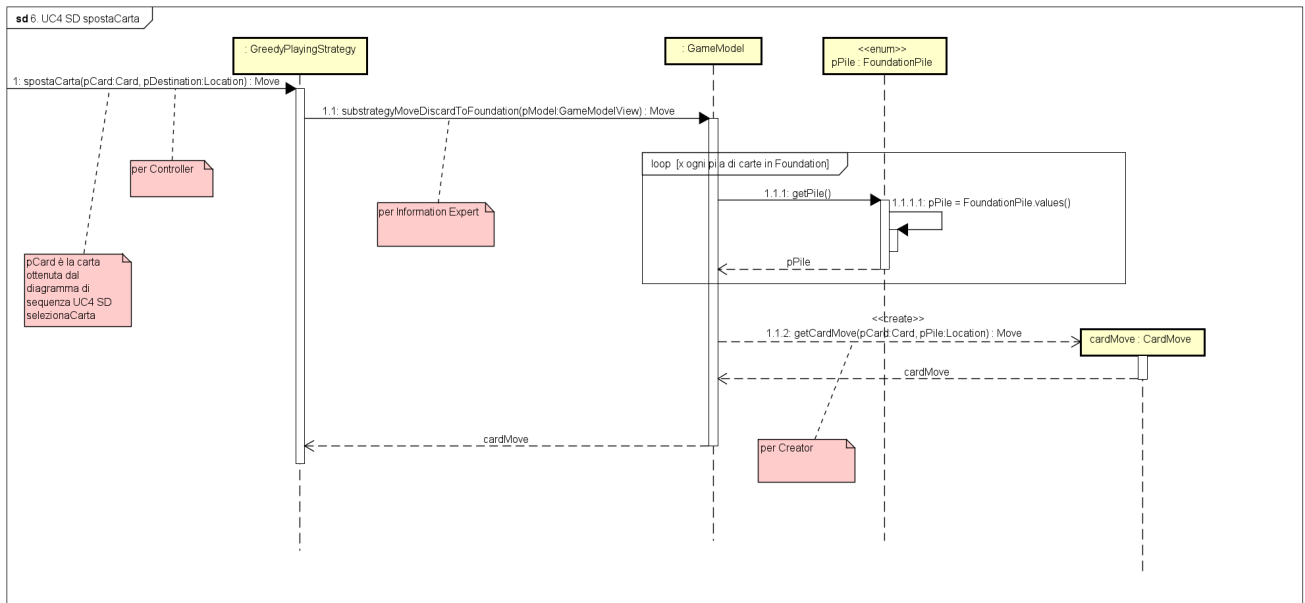 sd 6. UC4 SD spostaCarta
: GreedyPlayingStrategy
: GameModel
<<enum>>
pPile : FoundationPile
1: spostaCarta(pCard:Card, pDestination:Location) : Move
1.1: substrategyMoveDiscardToFoundation(pModel:GameModelView) : Move
per Controller
loop [x ogni pila di carte in Foundation]
1.1.1: getPile()
1.1.1.1: pPile = FoundationPile.values()
per Information Expert
pPile
pCard è la carta
ottenuta dal
diagramma di
sequenza UC4 SD
selezionaCarta
<<create>>
1.1.2: getCardMove(pCard:Card, pPile:Location) : Move
cardMove : CardMove
cardMove
cardMove
per Creator